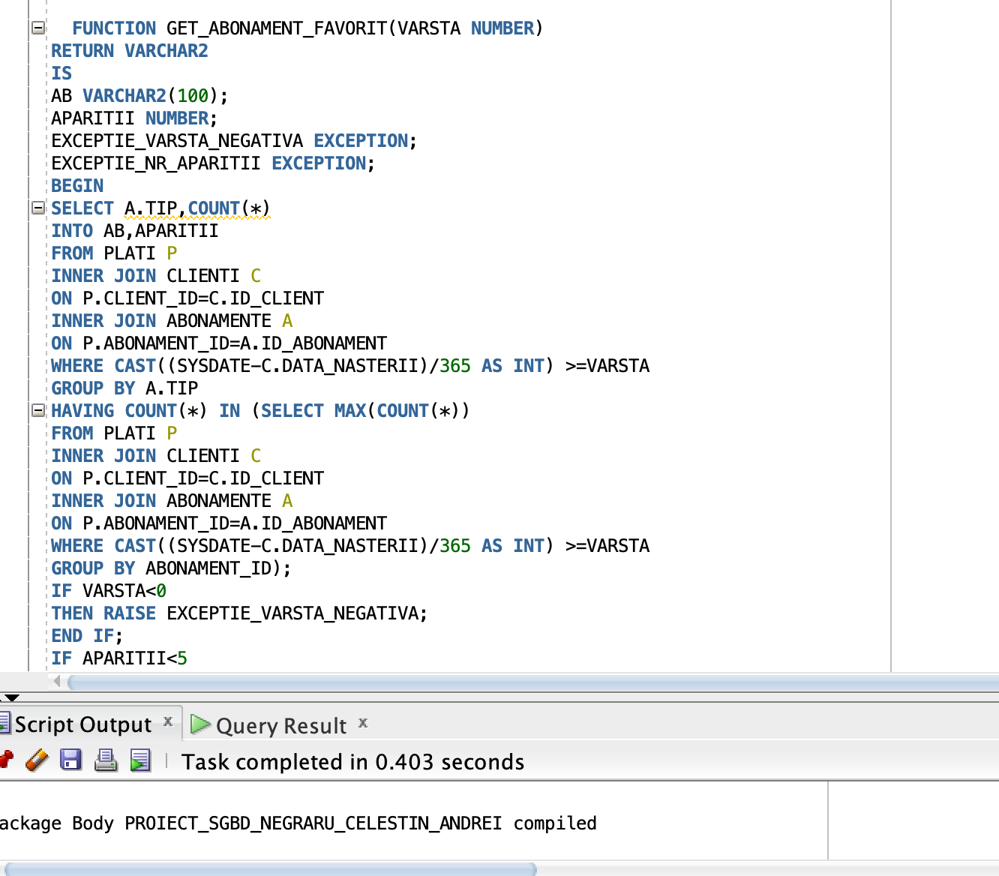 FUNCTION GET_ABONAMENT_FAVORIT(VARSTA NUMBER)
RETURN VARCHAR2
IS
AB VARCHAR2(100);
APARITII NUMBER;
EXCEPTIE_VARSTA_NEGATIVA EXCEPTION;
EXCEPTIE_NR_APARITII EXCEPTION;
BEGIN
SELECT A.TIP,COUNT(*)
INTO AB,APARITII
FROM PLATI P
INNER JOIN CLIENTI C
ON P.CLIENT_ID=C.ID_CLIENT
INNER JOIN ABONAMENTE A
ON P.ABONAMENT_ID=A.ID_ABONAMENT
WHERE CAST((SYSDATE-C.DATA_NASTERII)/365 AS INT) >=VARSTA
GROUP BY A.TIP
HAVING COUNT(*) IN (SELECT MAX(COUNT(*))
FROM PLATI P
INNER JOIN CLIENTI C
ON P.CLIENT_ID=C.ID_CLIENT
INNER JOIN ABONAMENTE A
ON P.ABONAMENT_ID=A.ID_ABONAMENT
WHERE CAST((SYSDATE-C.DATA_NASTERII)/365 AS INT) >=VARSTA
GROUP BY ABONAMENT_ID);
IF VARSTA<0
THEN RAISE EXCEPTIE_VARSTA_NEGATIVA;
END IF;
IF APARITII<5
Script Output x Query Result x
Task completed in 0.403 seconds
ackage Body PROIECT_SGBD_NEGRARU_CELESTIN_ANDREI compiled